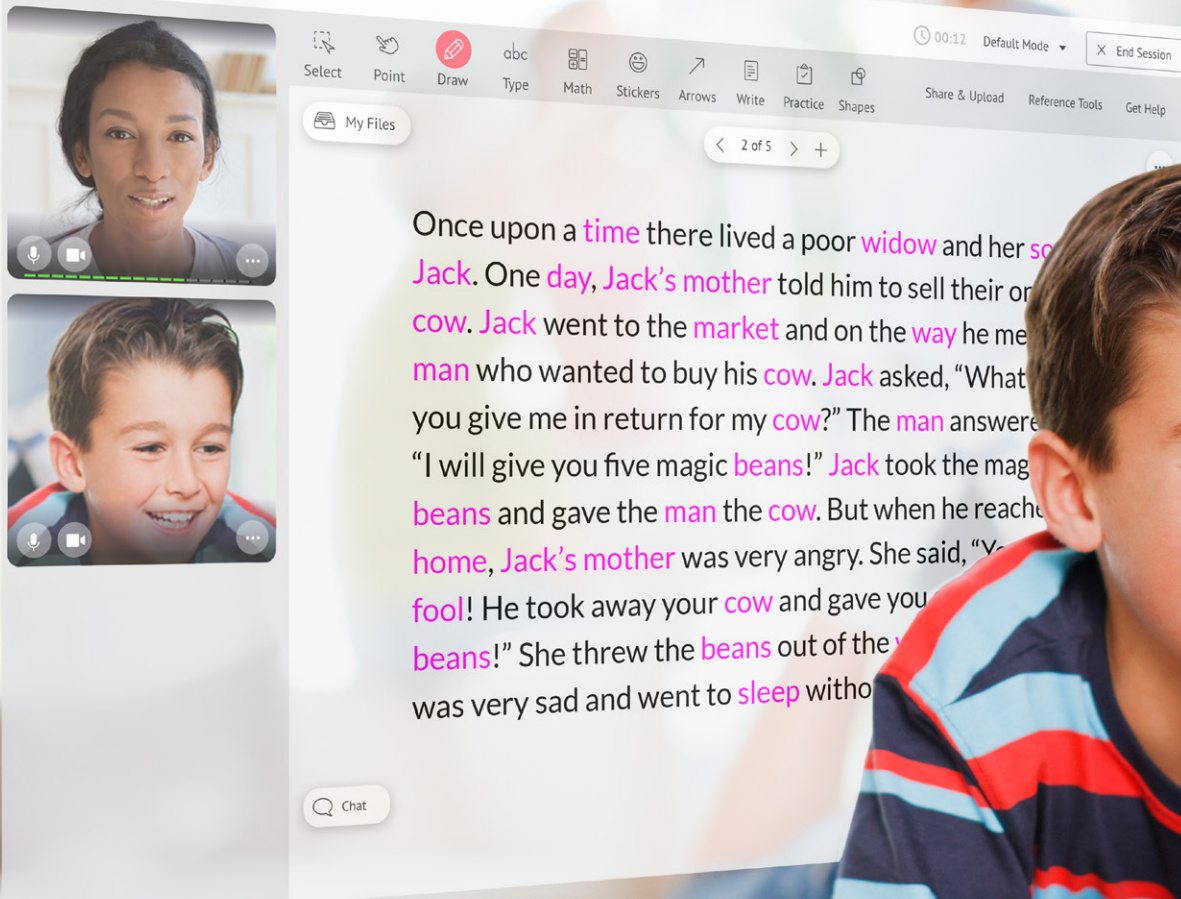 Select
Point
Draw
abc
Type
Math
Stickers
Arrows
Write
Practice
Shapes
00:12
Default Mode
End Session
Share & Upload
Reference Tools
Get Help
My Files
2 of 5
Once upon a time there lived a poor widow and her
Jack. One day, Jack's mother told him to sell their
cow. Jack went to the market and on the way he
man who wanted to buy his cow. Jack asked, “What
you give me in return for my cow?” The man
“I will give you five magic beans!” Jack took the
beans and gave the man the cow. But when he
home, Jack's mother was very angry. She said,
fool! He took away your cow and gave you
beans!” She threw the beans out of the
was very sad and went to sleep
Chat